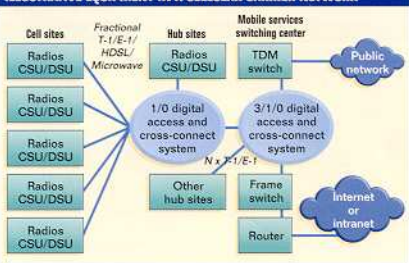 Cell sites
Fractional
T-1/E-1/
HDSL/
Microwave
Hub sites
Mobile services
switching center
Radios
CSU/DSU
Radios
CSU/DSU
Radios
CSU/DSU
Radios
CSU/DSU
Radios
CSU/DSU
Radios
CSU/DSU
TDM
switch
Public
network
1/0 digital
access and
cross-connect
system
3/1/0 digital
access and
cross-connect
system
N x T-1/E-1
Other
hub sites
Frame
switch
Router
Internet
or
intranet